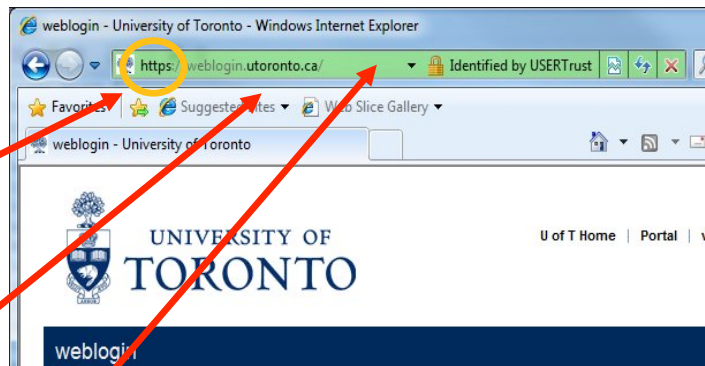 weblogin - University of Toronto - Windows Internet Explorer
https://weblogin.utoronto.ca/ Identified by USERTrust
Favorites Suggested Sites Web Slice Gallery
weblogin - University of Toronto
UNIVERSITY OF
TORONTO
U of T Home | Portal |
weblogin